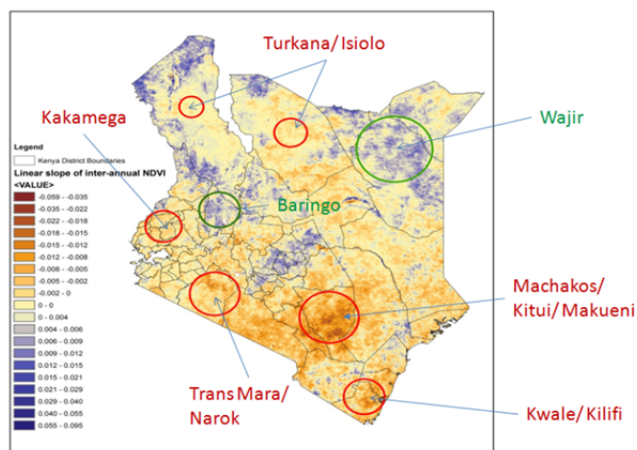 Turkana/ Isiolo
Kakamega
Wajir
Legend
Kenya District Boundaries
Linear slope of inter-annual NDVI
<VALUE>
-0.059 - -0.035
-0.035 - -0.022
-0.022 - -0.018
-0.018 - -0.015
-0.015 - -0.012
-0.012 - -0.008
-0.008 - -0.005
-0.005 - -0.002
-0.002 - 0
0 - 0
0 - 0.004
0.004 - 0.006
0.006 - 0.009
0.009 - 0.012
0.012 - 0.015
0.015 - 0.021
0.021 - 0.029
0.029 - 0.040
0.040 - 0.055
0.055 - 0.095
Baringo
Machakos/
Kitui/ Makueni
Trans Mara/
Narok
Kwale/ Kilifi